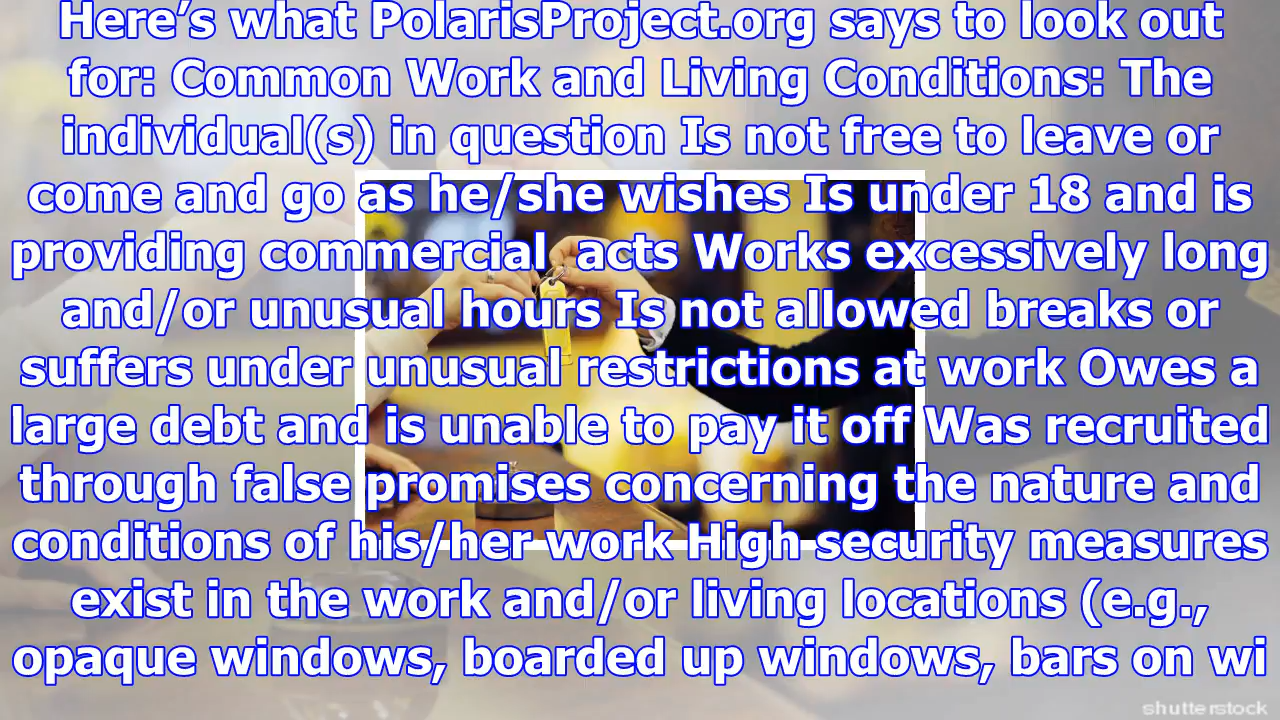 Here’s what PolarisProject.org says to look out
for: Common Work and Living Conditions: The
individual(s) in question Is not free to leave or
come and go as he/she wishes Is under 18 and is
providing commercial  acts Works excessively long
and/or unusual hours Is not allowed breaks or
suffers under unusual restrictions at work Owes a
large debt and is unable to pay it off Was recruited
through false promises concerning the nature and
conditions of his/her work High security measures
exist in the work and/or living locations (e.g.,
opaque windows, boarded up windows, bars on wi
shutterstock